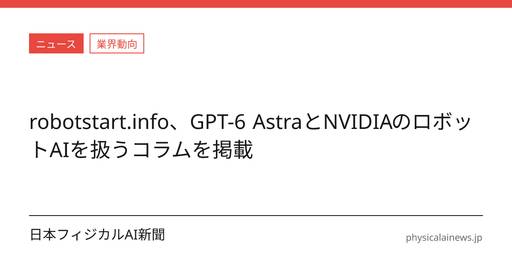 ニュース 業界動向
robotstart.info、GPT-6 AstraとNVIDIAのロボッ
トAIを扱うコラムを掲載
日本フィジカルAI新聞
physicalainews.jp